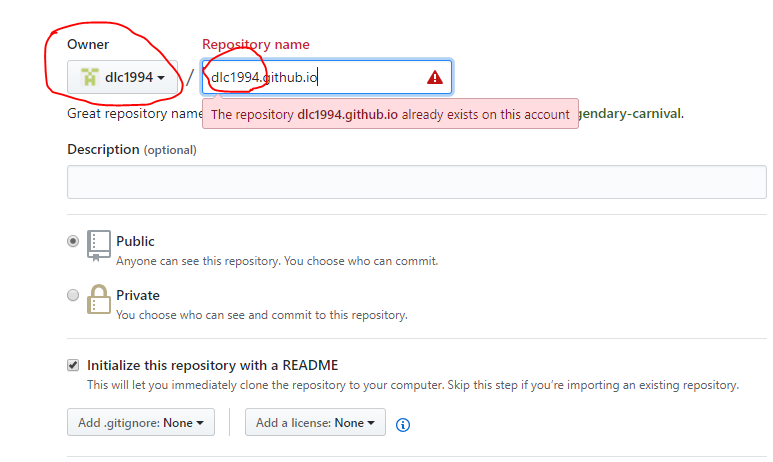 Owner Repository name
dlc1994 / dlc1994.github.io
Great repository name gendary-carnival.
The repository dlc1994.github.io already exists on this account
Description (optional)
Public
Anyone can see this repository. You choose who can commit.
Private
You choose who can see and commit to this repository.
Initialize this repository with a README
This will let you immediately clone the repository to your computer. Skip this step if you’re importing an existing repository.
Add .gitignore: None Add a license: None